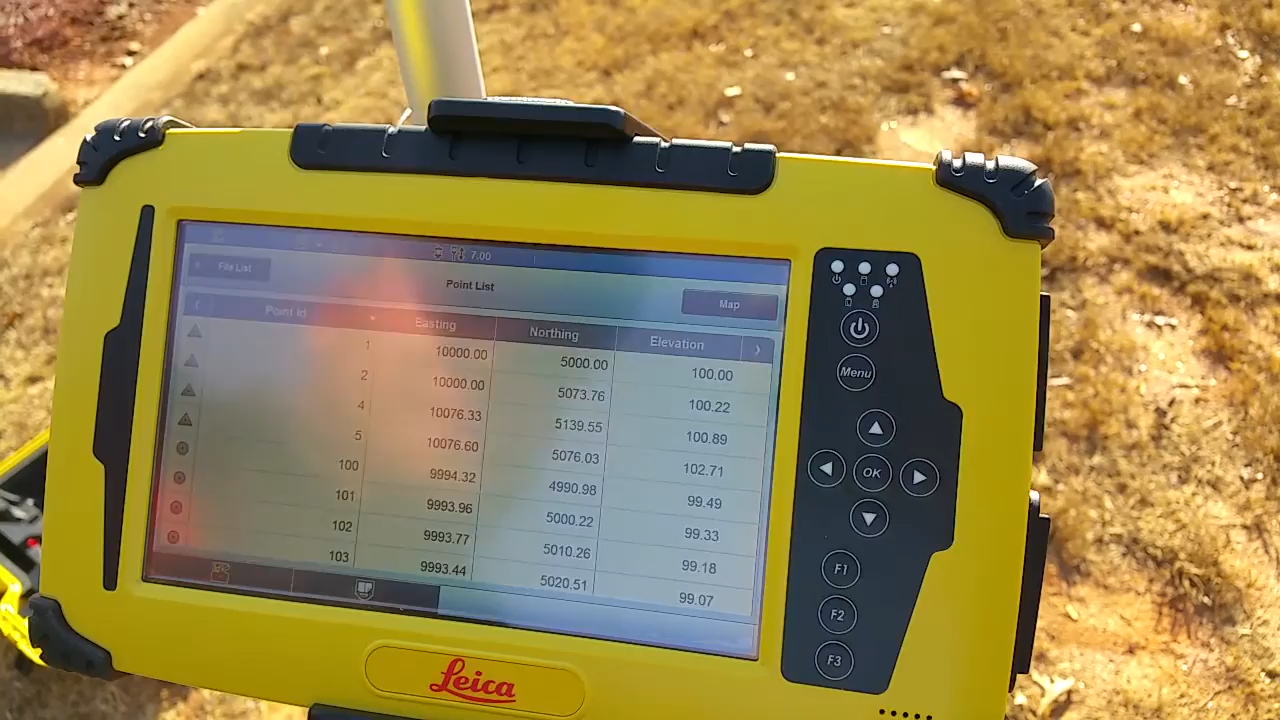 7.00
File List
Point List
Map
Point Id Easting Northing Elevation
1 10000.00 5000.00 100.00
2 10000.00 5073.76 100.22
4 10076.33 5139.55 100.89
5 10076.60 5076.03 102.71
100 9994.32 4990.98 99.49
101 9993.96 5000.22 99.33
102 9993.77 5010.26 99.18
103 9993.44 5020.51 99.07
Menu
OK
F1
F2
F3
Leica